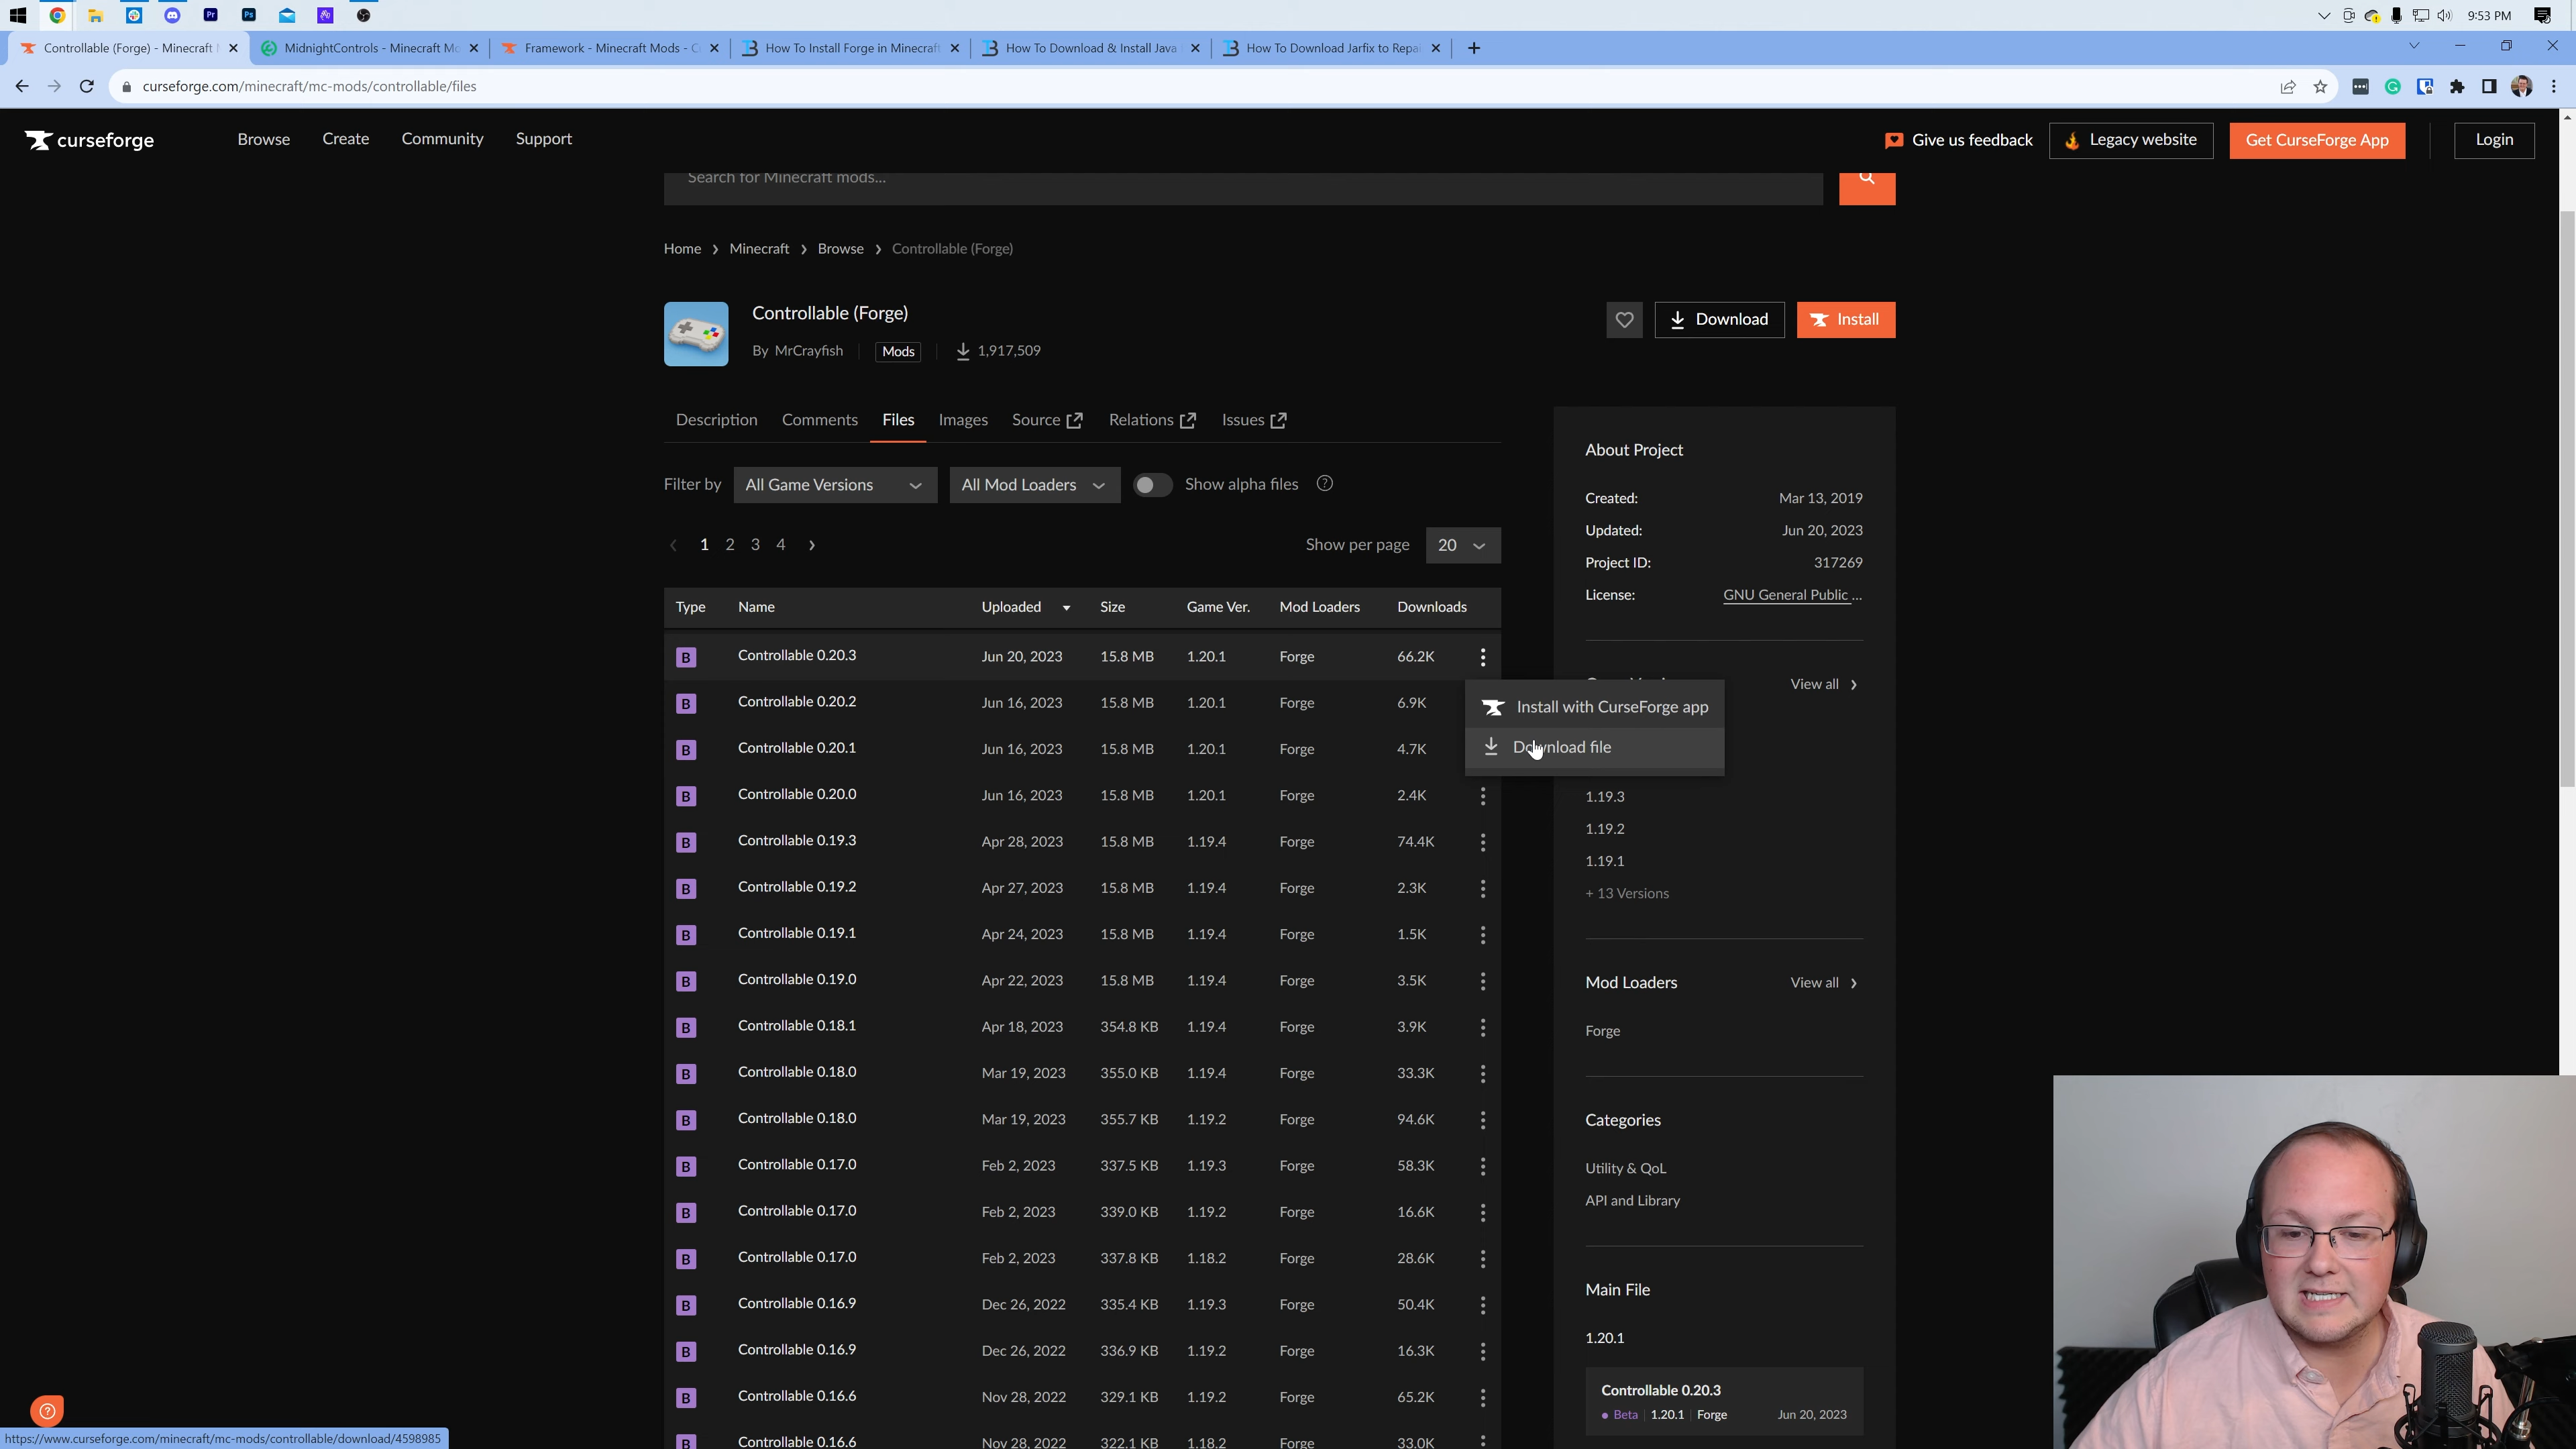 Pr
Ps
9:53 PM
Controllable (Forge) - Minecraft
MidnightControls - Minecraft Mo
Framework - Minecraft Mods - C
How To Install Forge in Minecraft
How To Download & Install Java
How To Download Jarfix to Repai
curseforge.com/minecraft/mc-mods/controllable/files
curseforge
Browse
Create
Community
Support
Give us feedback
Legacy website
Get CurseForge App
Login
Search for Minecraft mods...
Home
Minecraft
Browse
Controllable (Forge)
Controllable (Forge)
By MrCrayfish
Mods
1,917,509
Download
Install
Description
Comments
Files
Images
Source
Relations
Issues
Filter by
All Game Versions
All Mod Loaders
Show alpha files
1 2 3 4
Show per page
20
Type Name Uploaded Size Game Ver. Mod Loaders Downloads
B Controllable 0.20.3 Jun 20, 2023 15.8 MB 1.20.1 Forge 66.2K
B Controllable 0.20.2 Jun 16, 2023 15.8 MB 1.20.1 Forge 6.9K
B Controllable 0.20.1 Jun 16, 2023 15.8 MB 1.20.1 Forge 4.7K
B Controllable 0.20.0 Jun 16, 2023 15.8 MB 1.20.1 Forge 2.4K
B Controllable 0.19.3 Apr 28, 2023 15.8 MB 1.19.4 Forge 74.4K
B Controllable 0.19.2 Apr 27, 2023 15.8 MB 1.19.4 Forge 2.3K
B Controllable 0.19.1 Apr 24, 2023 15.8 MB 1.19.4 Forge 1.5K
B Controllable 0.19.0 Apr 22, 2023 15.8 MB 1.19.4 Forge 3.5K
B Controllable 0.18.1 Apr 18, 2023 354.8 KB 1.19.4 Forge 3.9K
B Controllable 0.18.0 Mar 19, 2023 355.0 KB 1.19.4 Forge 33.3K
B Controllable 0.18.0 Mar 19, 2023 355.7 KB 1.19.2 Forge 94.6K
B Controllable 0.17.0 Feb 2, 2023 337.5 KB 1.19.3 Forge 58.3K
B Controllable 0.17.0 Feb 2, 2023 339.0 KB 1.19.2 Forge 16.6K
B Controllable 0.17.0 Feb 2, 2023 337.8 KB 1.18.2 Forge 28.6K
B Controllable 0.16.9 Dec 26, 2022 335.4 KB 1.19.3 Forge 50.4K
B Controllable 0.16.9 Dec 26, 2022 336.9 KB 1.19.2 Forge 16.3K
B Controllable 0.16.6 Nov 28, 2022 329.1 KB 1.19.2 Forge 65.2K
B Controllable 0.16.6 Nov 28, 2022 322.1 KB 1.18.2 Forge 33.0K
Install with CurseForge app
Download file
About Project
Created: Mar 13, 2019
Updated: Jun 20, 2023
Project ID: 317269
License: GNU General Public ...
View all
1.19.3
1.19.2
1.19.1
+ 13 Versions
Mod Loaders
View all
Forge
Categories
Utility & QoL
API and Library
Main File
1.20.1
Controllable 0.20.3
Beta 1.20.1 Forge Jun 20, 2023
https://www.curseforge.com/minecraft/mc-mods/controllable/download/4598985